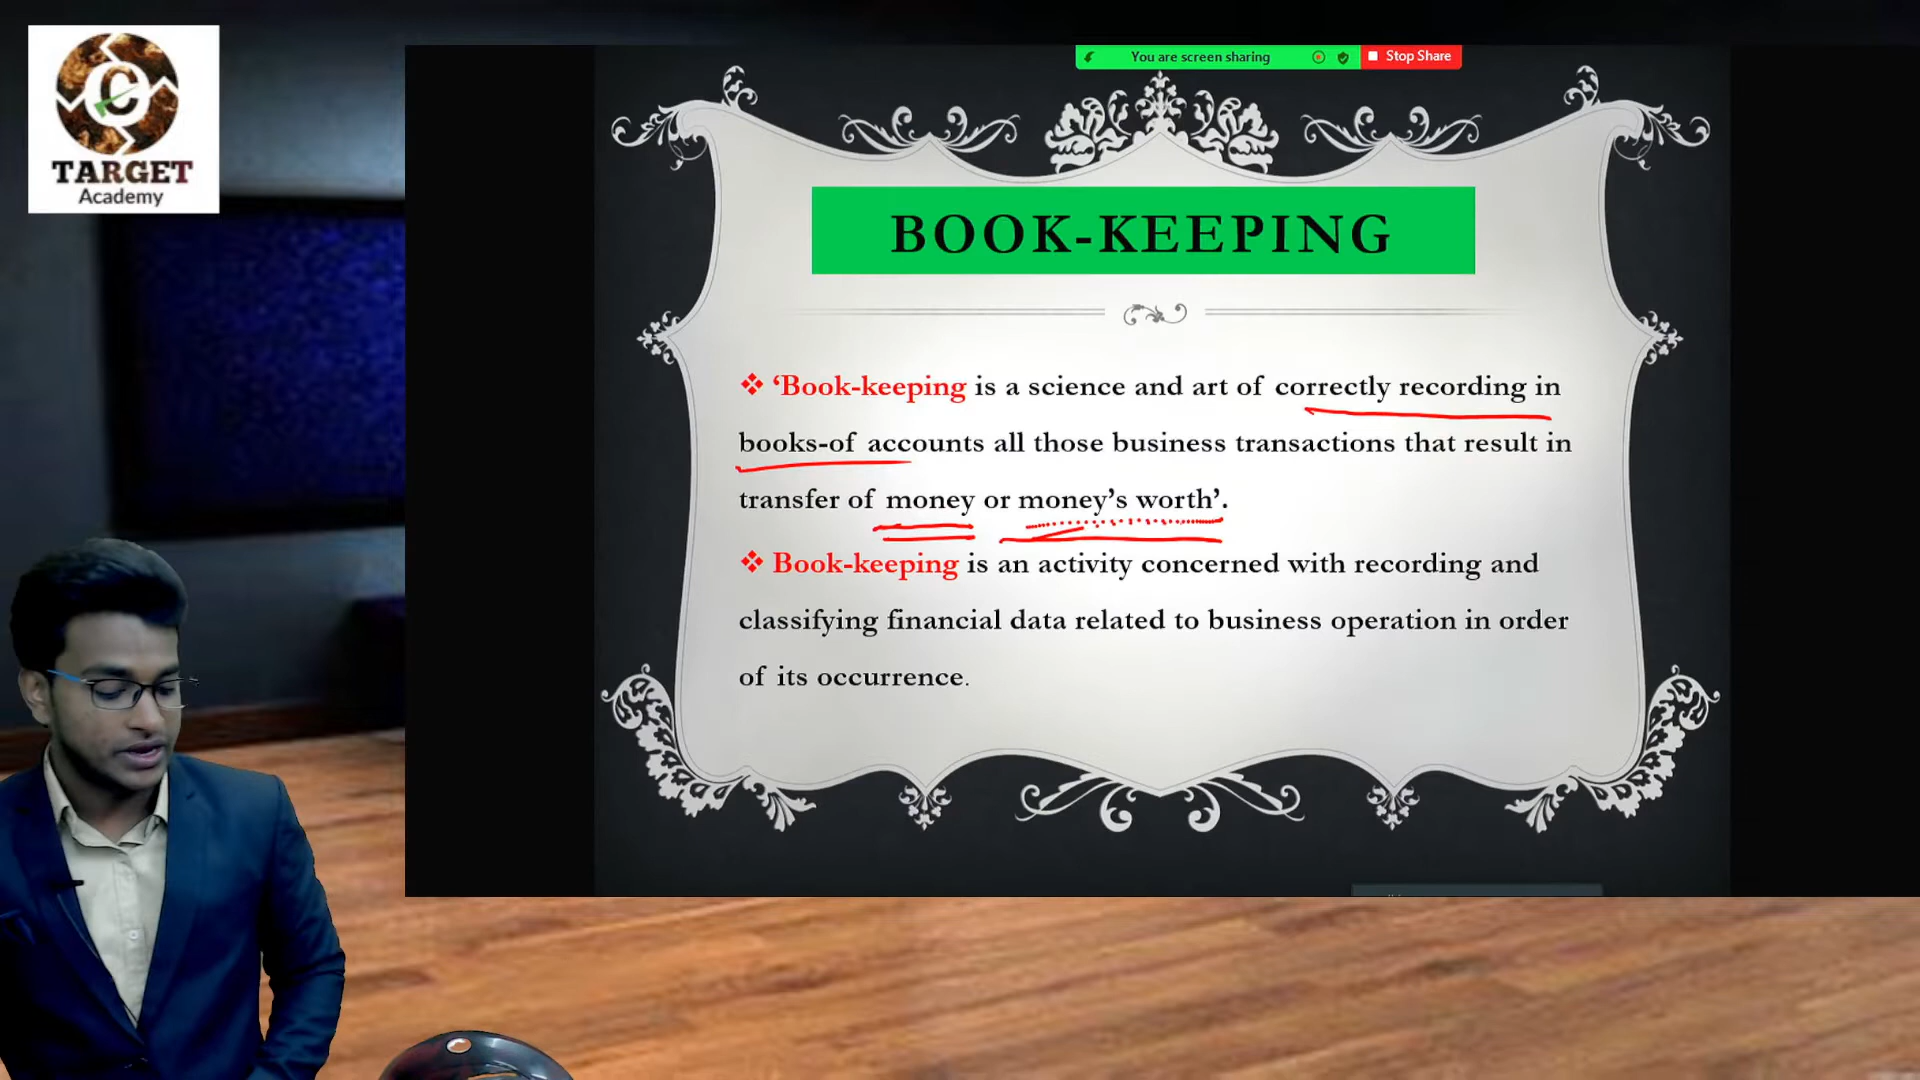 C
TARGET
Academy
You are screen sharing
Stop Share
BOOK-KEEPING
‘Book-keeping is a science and art of correctly recording in
books-of accounts all those business transactions that result in
transfer of money or money’s worth’.
Book-keeping is an activity concerned with recording and
classifying financial data related to business operation in order
of its occurrence.